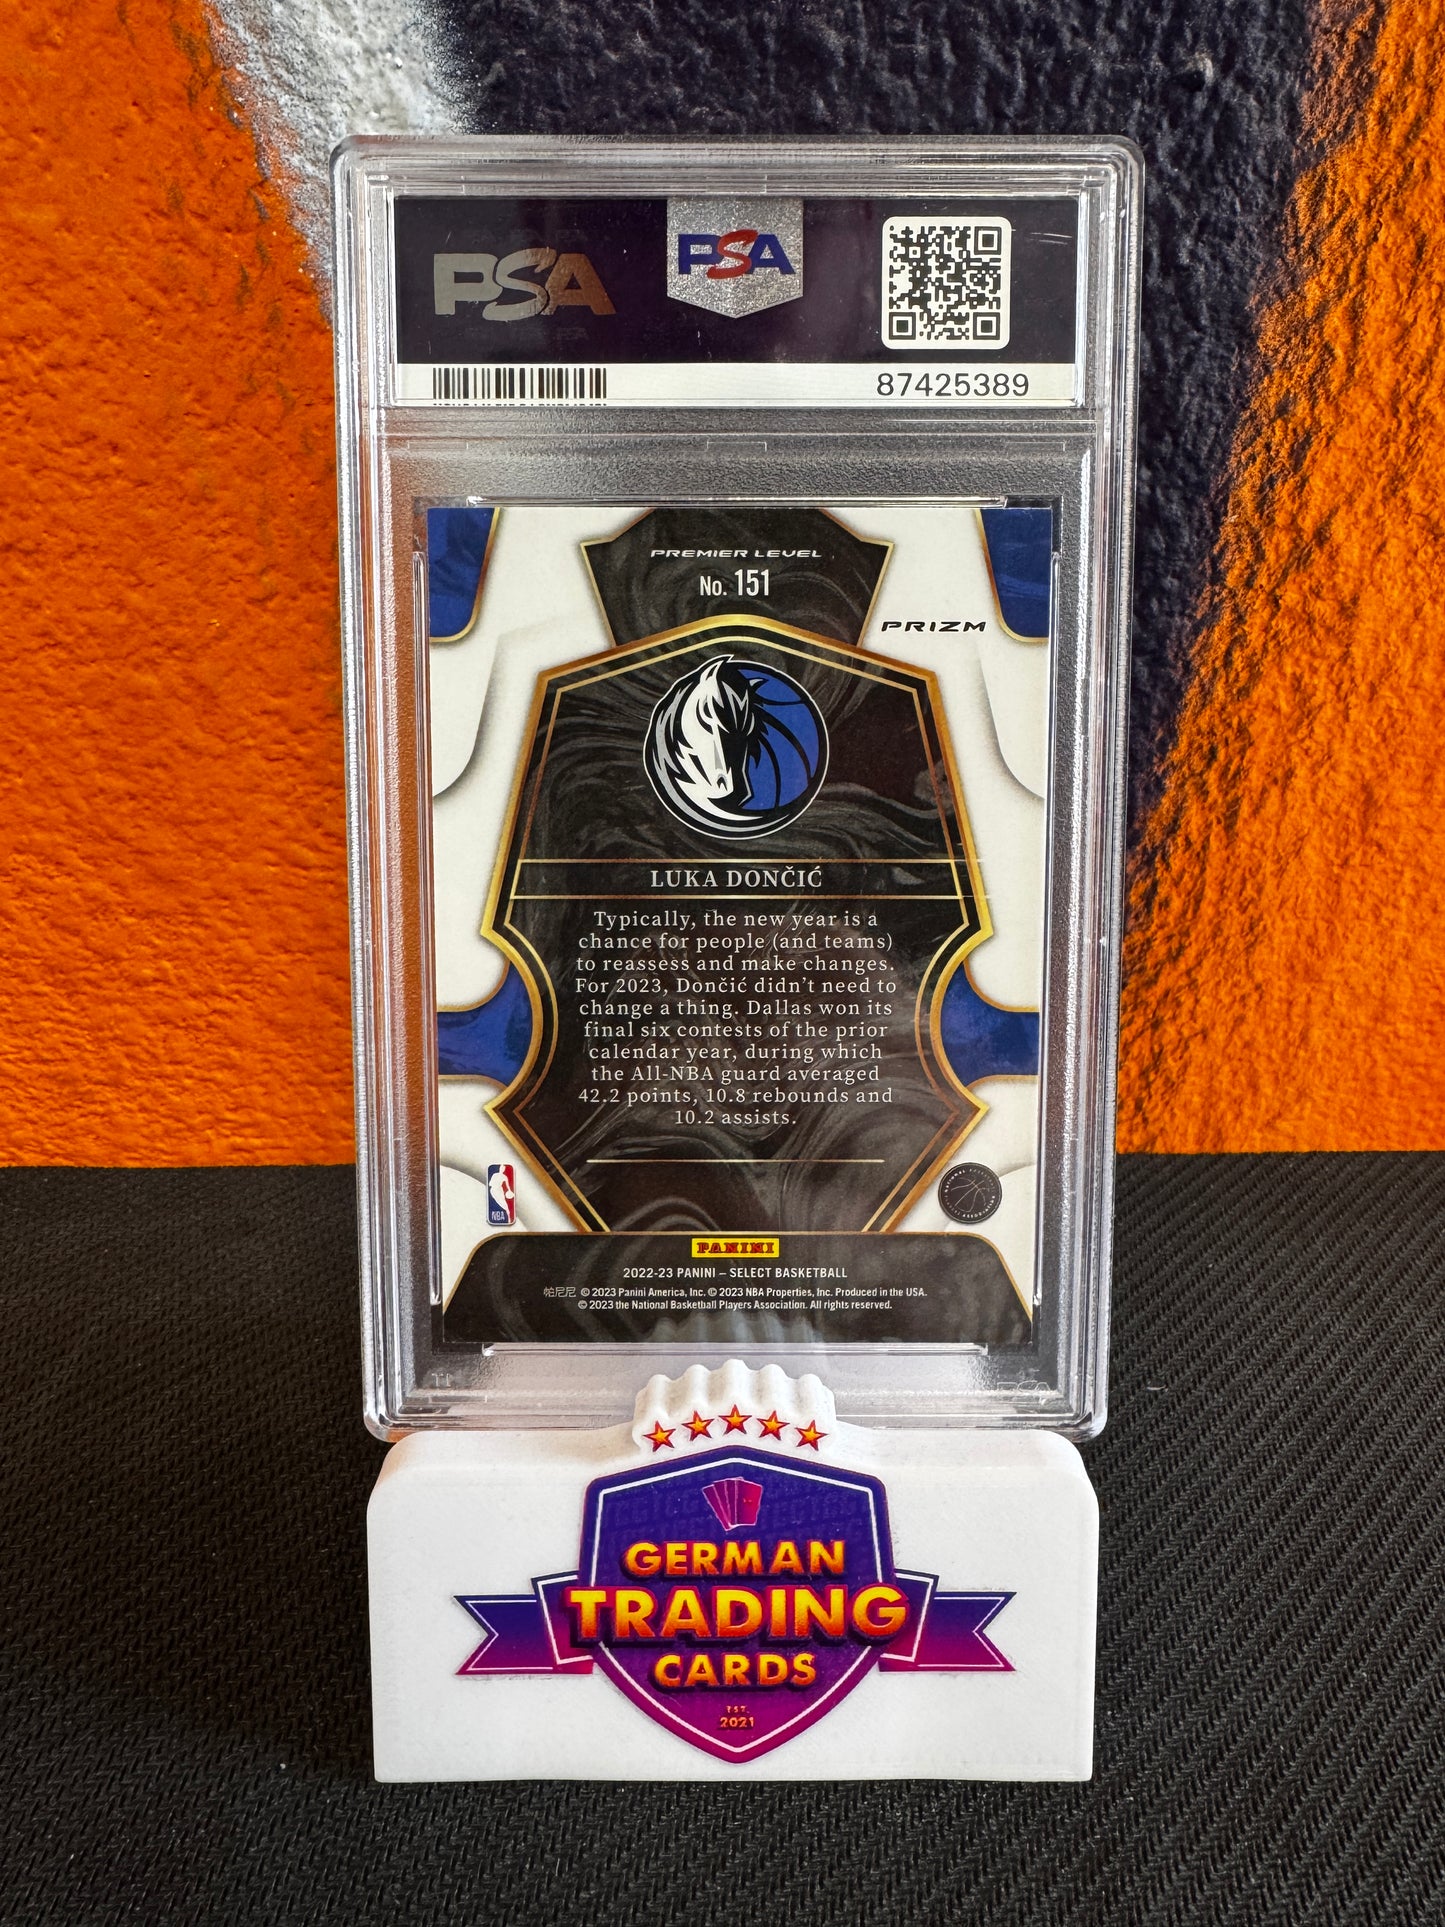 PSA
PSA
87425389
PREMIER LEVEL
No. 151
PRIZM
LUKA DONČIĆ
Typically, the new year is a
chance for people (and teams)
to reassess and make changes.
For 2023, Dončić didn't need to
change a thing. Dallas won its
final six contests of the prior
calendar year, during which
the All-NBA guard averaged
42.2 points, 10.8 rebounds and
10.2 assists.
NBA
PANINI
2022-23 PANINI – SELECT BASKETBALL
帕尼尼 © 2023 Panini America, Inc. © 2023 NBA Properties, Inc. Produced in the USA.
© 2023 the National Basketball Players Association. All rights reserved.
GERMAN
TRADING
CARDS
EST.
2021